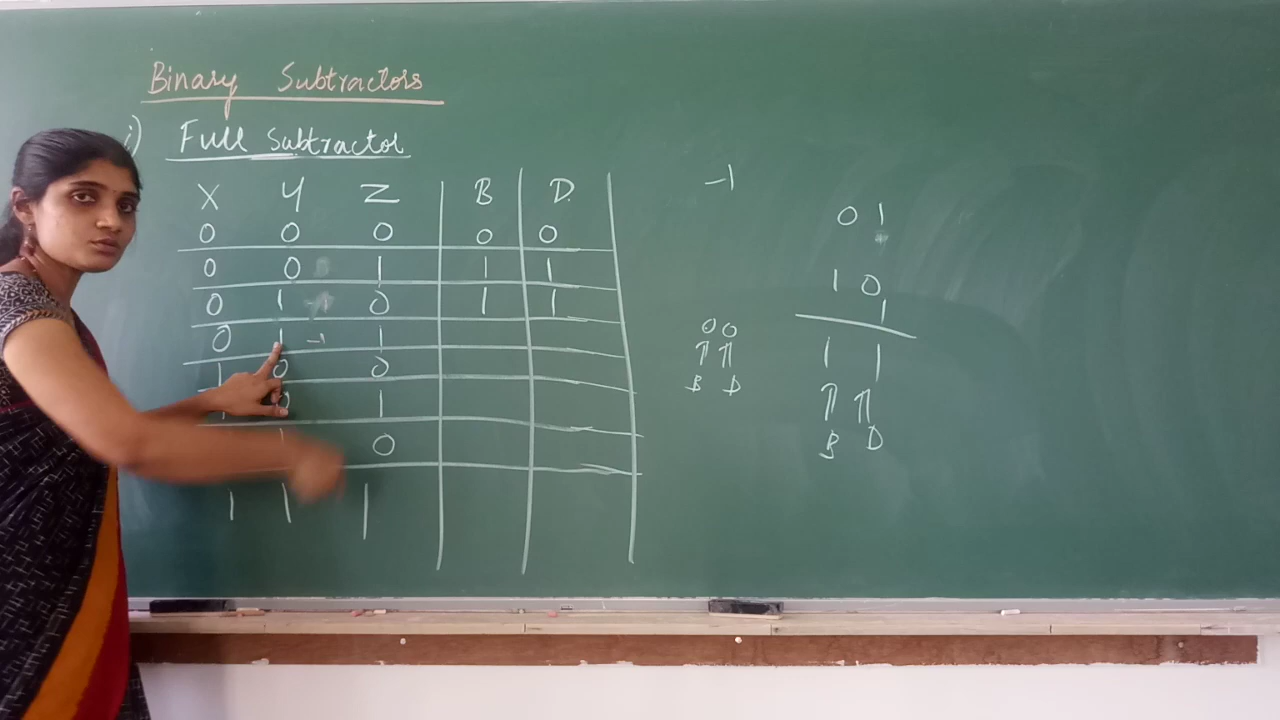 Binary Subtractors
i) Full Subtractor
X Y Z B D
0 0 0 0 0
0 0 1 1 1
0 1 0 1 1
0 1 -1 1
1 0 0
1 0 1
0
1 1 1
-1
0 0
B D
0 1
1 0
1
1 1
B D